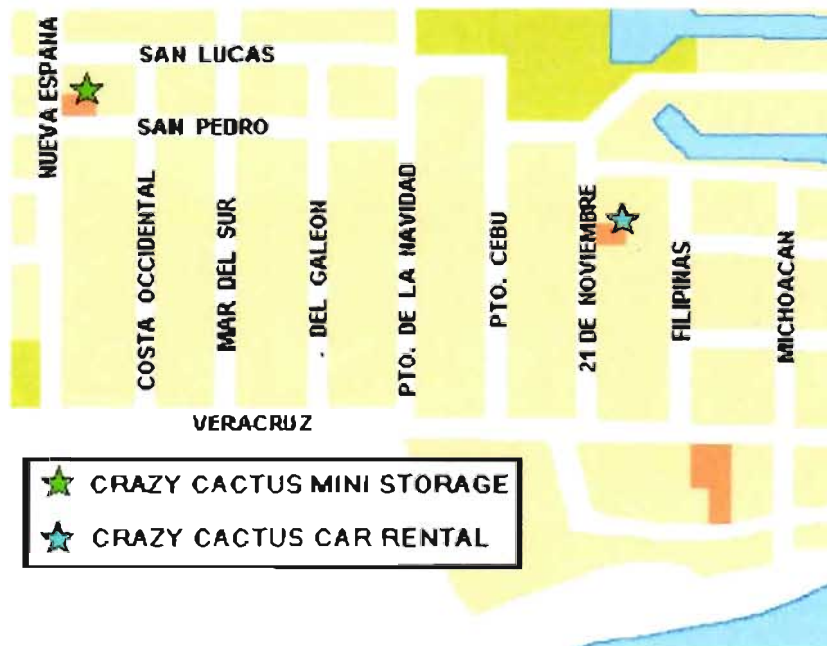 SAN LUCAS
NUEVA ESPANA
SAN PEDRO
COSTA OCCIDENTAL
MAR DEL SUR
. DEL GALEON
PTO. DE LA NAVIDAD
PTO. CEBU
21 DE NOVIEMBRE
FILIPINAS
MICHOACAN
VERACRUZ
CRAZY CACTUS MINI STORAGE
CRAZY CACTUS CAR RENTAL